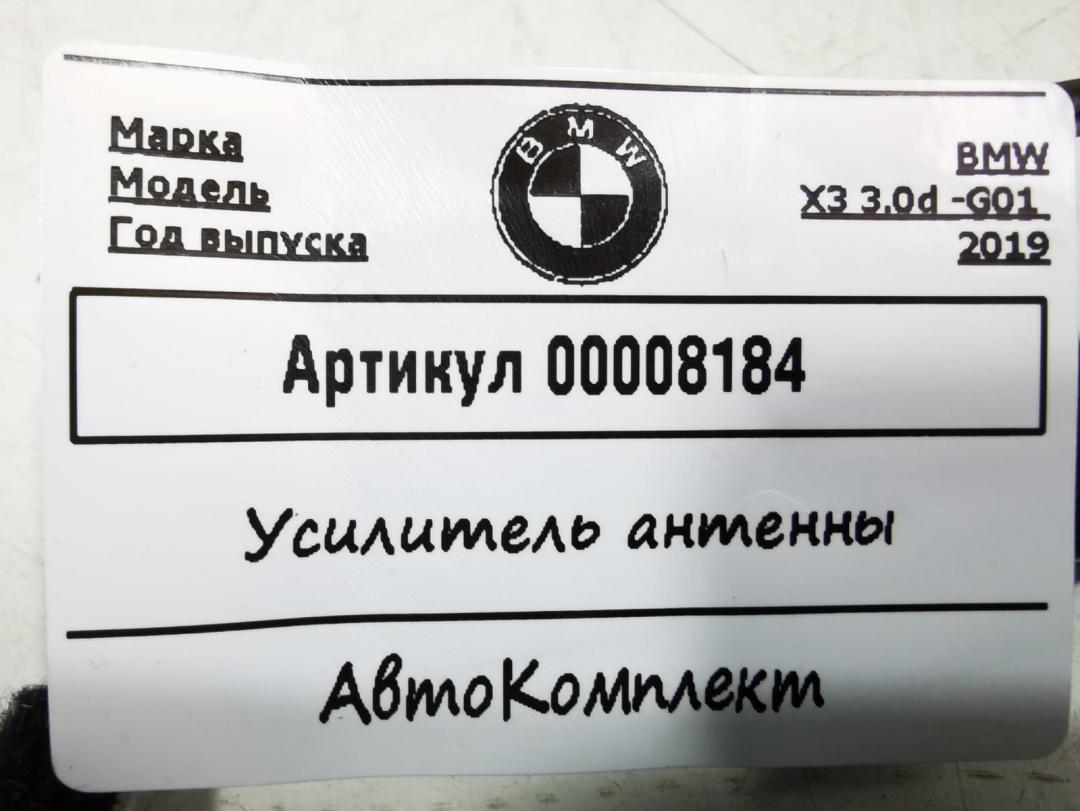 Марка
BMW
Модель
X3 3.0d -G01
Год выпуска
2019
BMW
Артикул 00008184
Усилитель антенны
АвтоКомплект